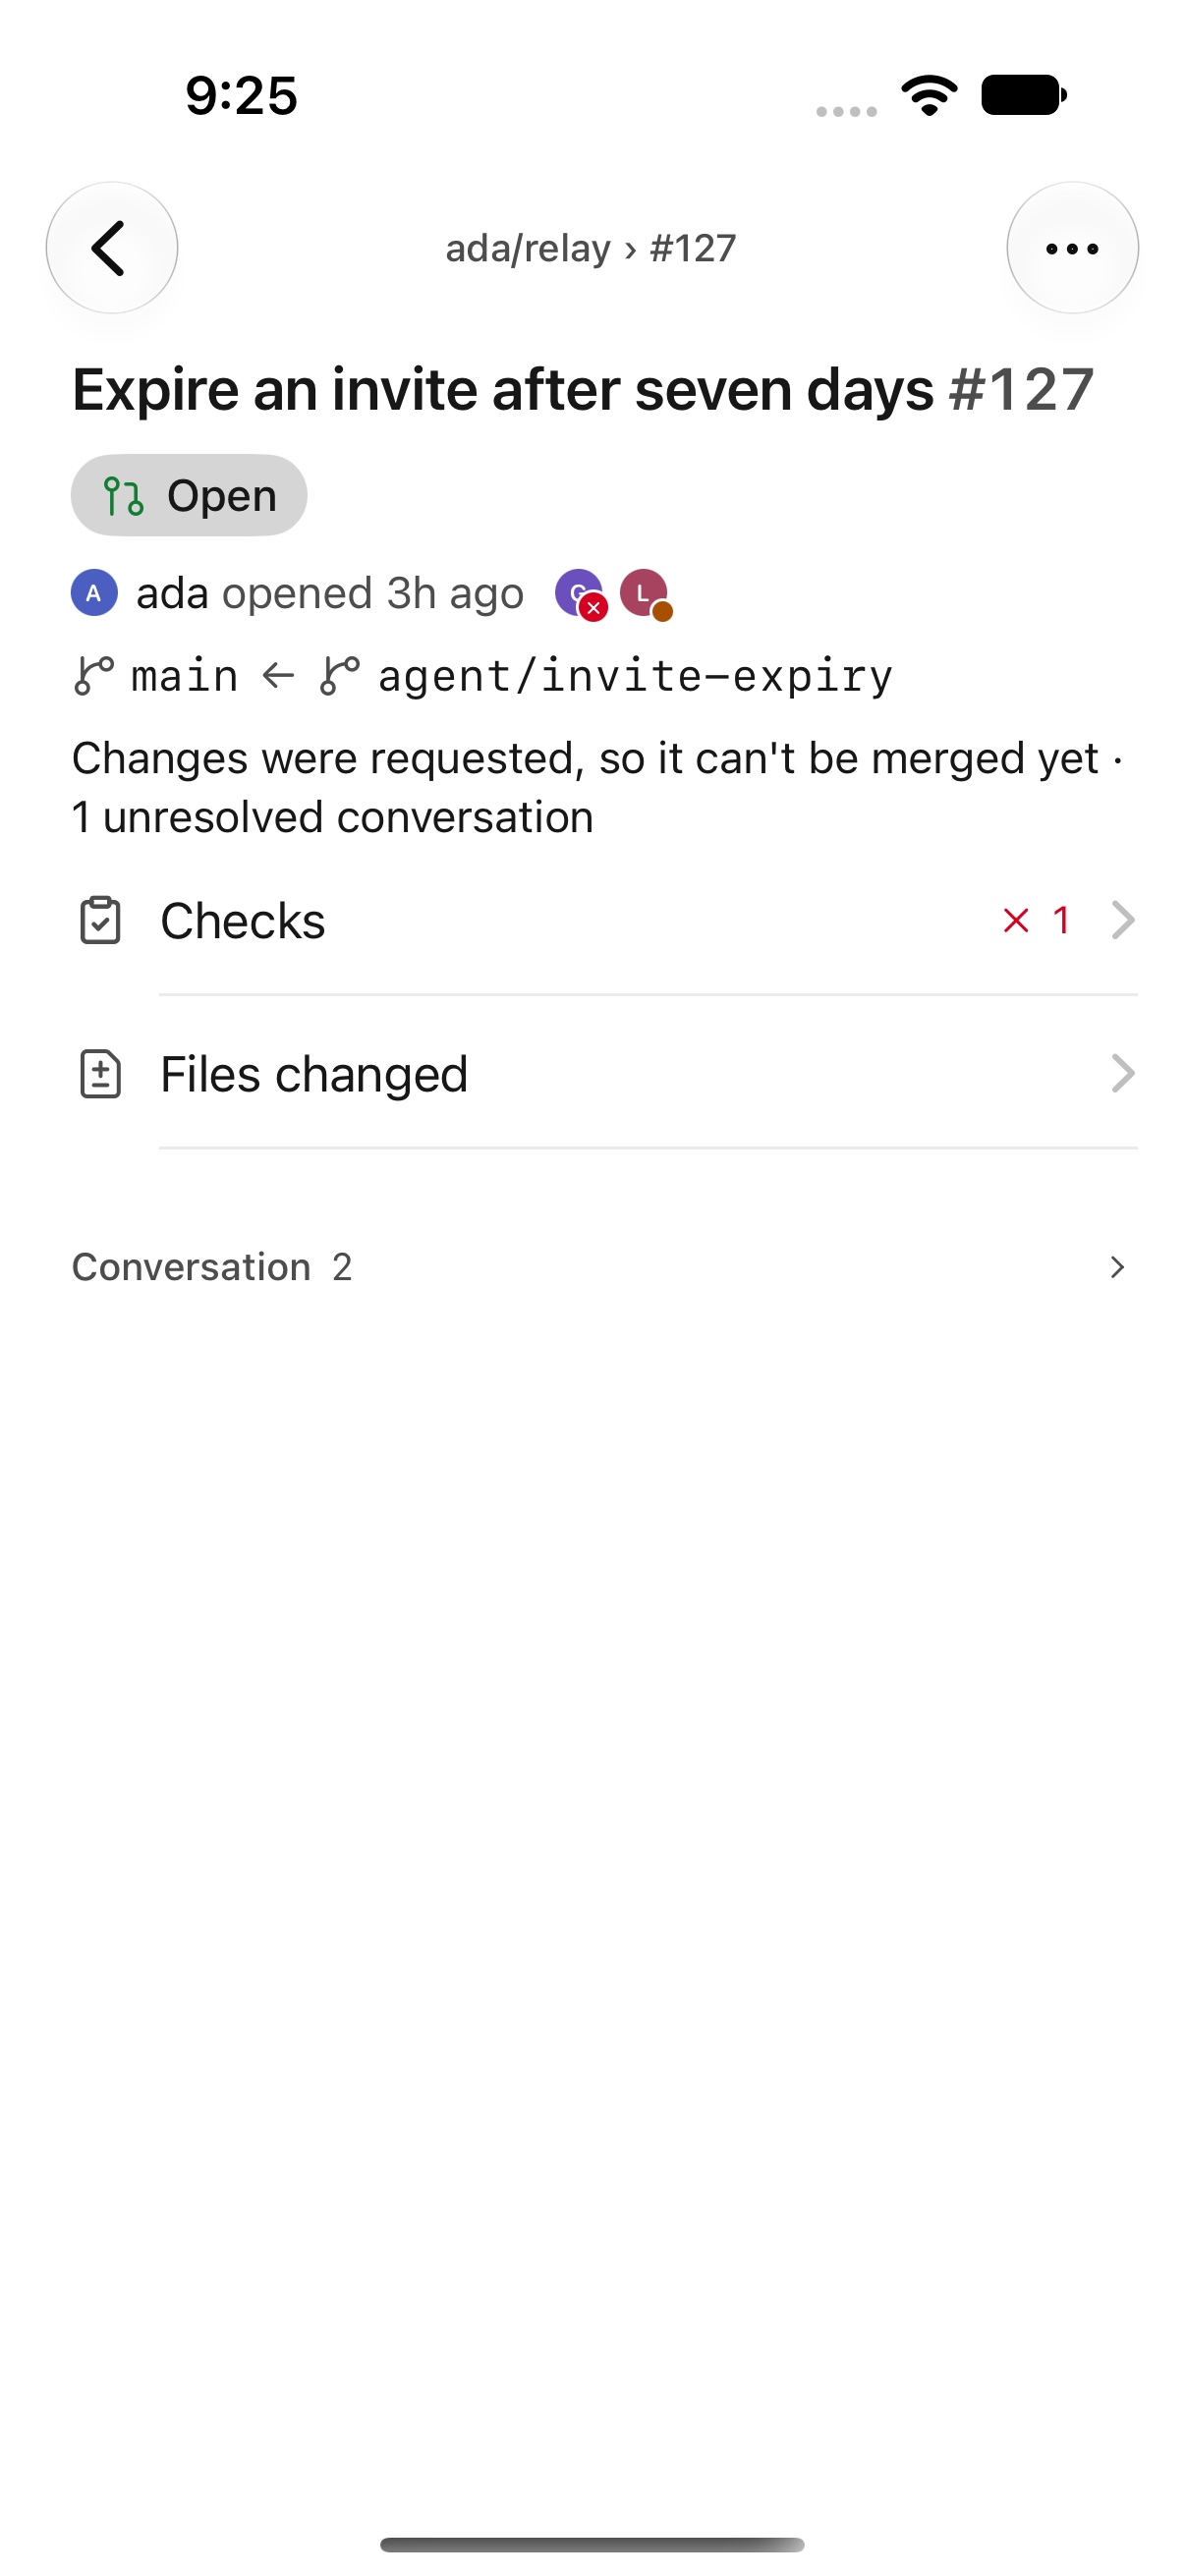 9:25
ada/relay › #127
Expire an invite after seven days #127
Open
A ada opened 3h ago L
main ← agent/invite-expiry
Changes were requested, so it can't be merged yet ·
1 unresolved conversation
Checks × 1
Files changed
Conversation 2